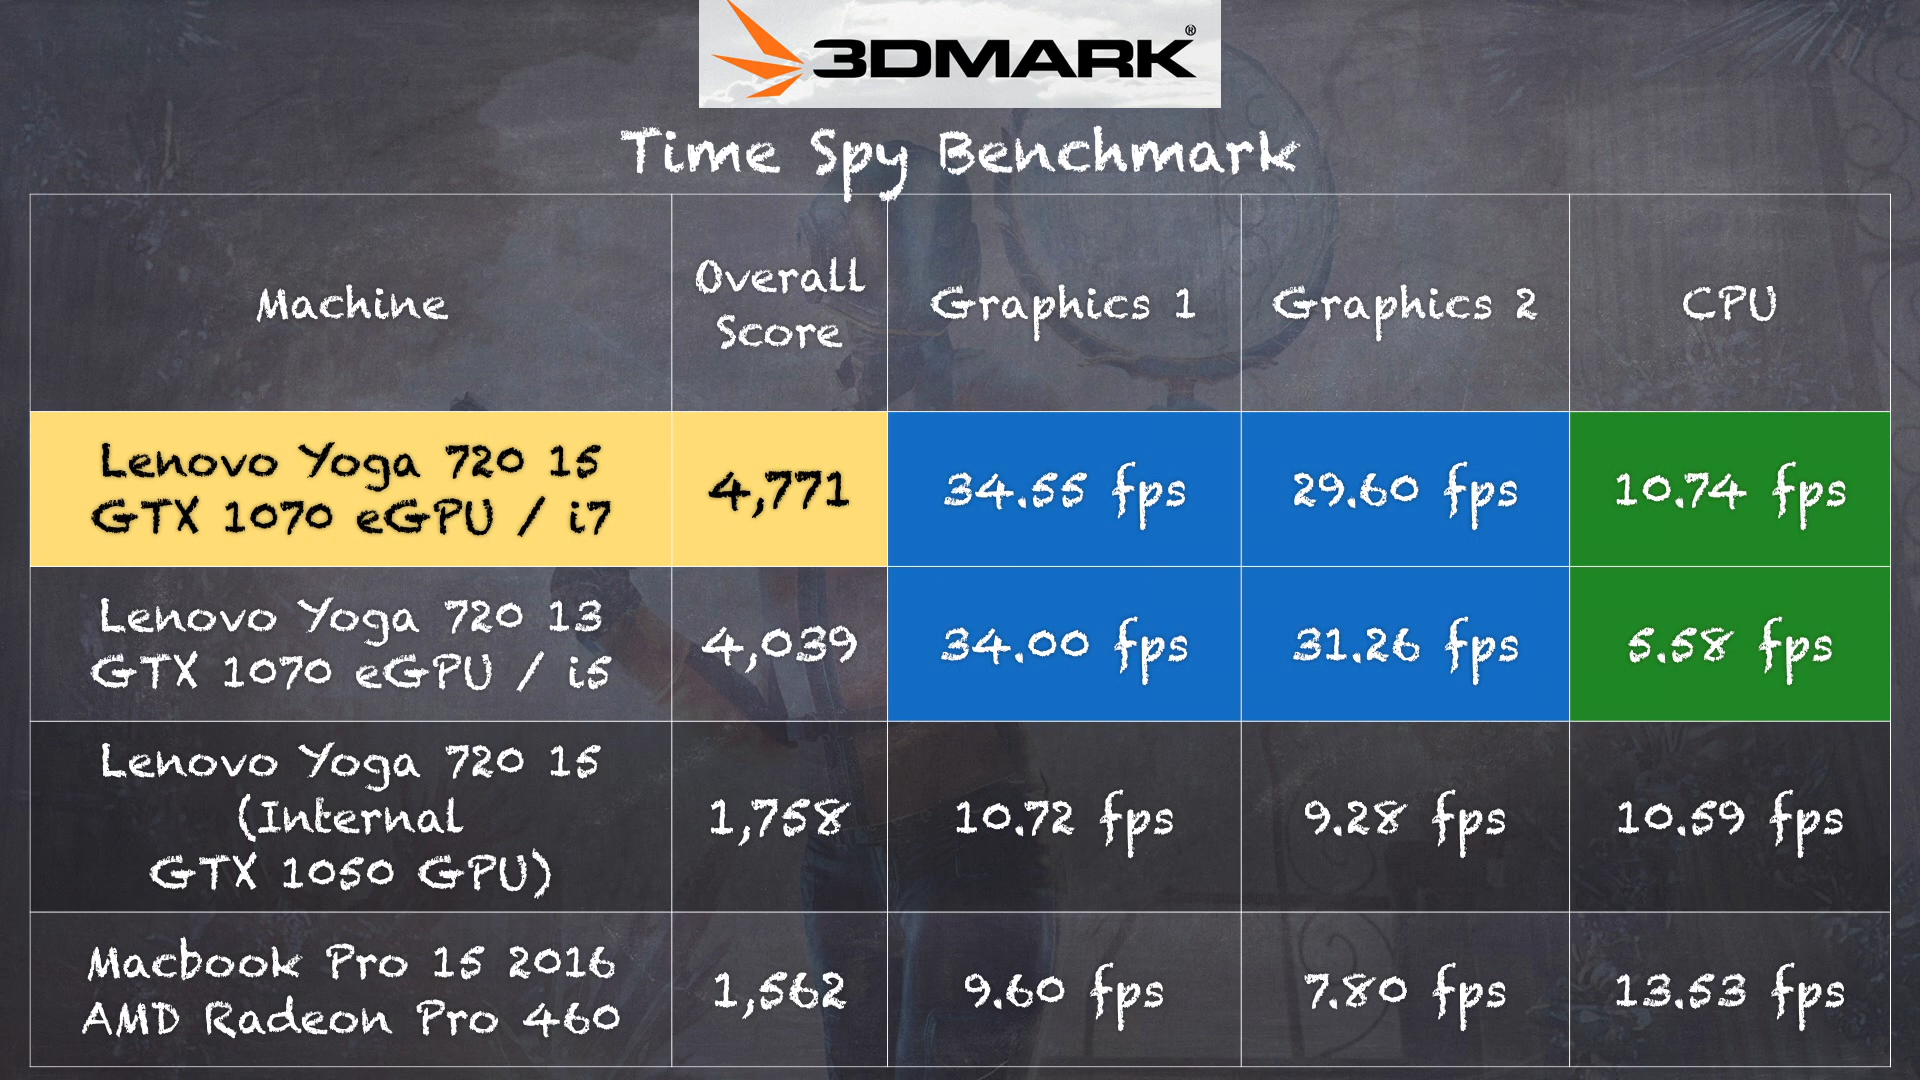 3DMARK®
Time Spy Benchmark
Machine
Overall
Score
Graphics 1
Graphics 2
CPU
Lenovo Yoga 720 15
GTX 1070 eGPU / i7
4,771
34.55 fps
29.60 fps
10.74 fps
Lenovo Yoga 720 13
GTX 1070 eGPU / i5
4,039
34.00 fps
31.26 fps
5.58 fps
Lenovo Yoga 720 15
(Internal
GTX 1050 GPU)
1,758
10.72 fps
9.28 fps
10.59 fps
Macbook Pro 15 2016
AMD Radeon Pro 460
1,562
9.60 fps
7.80 fps
13.53 fps